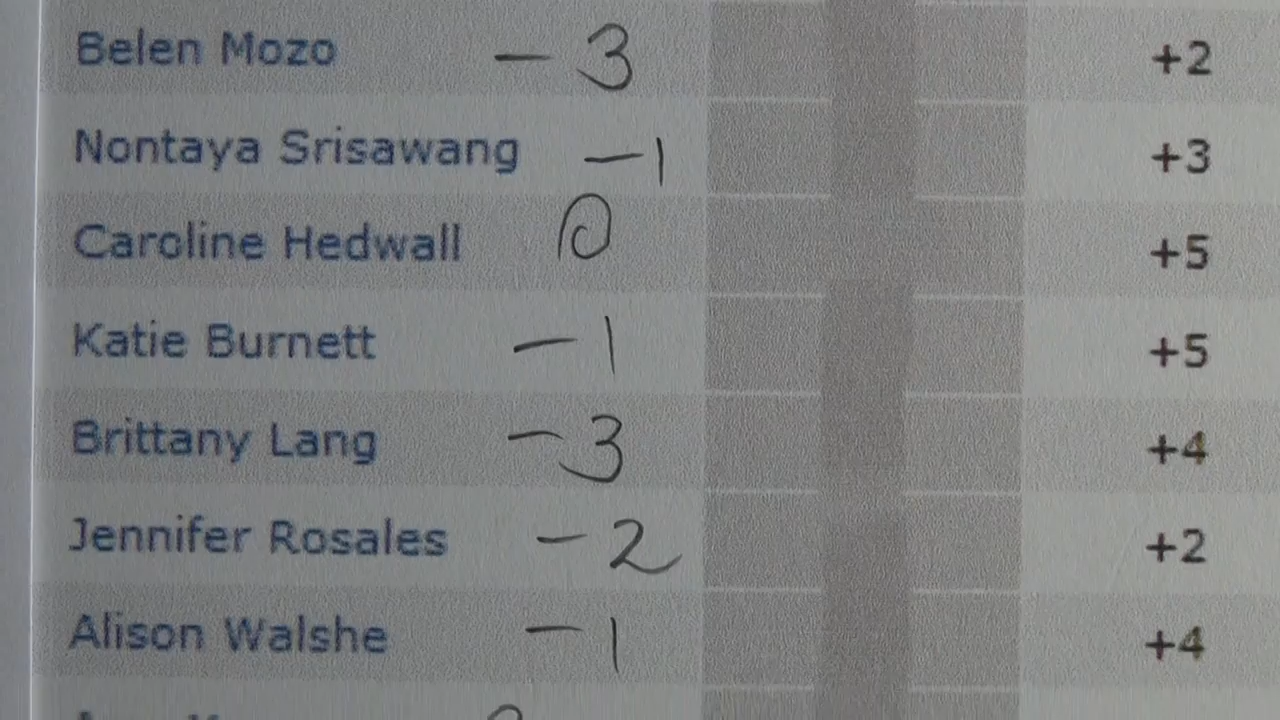 Belen Mozo - 3 +2
Nontaya Srisawang -1 +3
Caroline Hedwall 0 +5
Katie Burnett -1 +5
Brittany Lang -3 +4
Jennifer Rosales -2 +2
Alison Walshe -1 +4